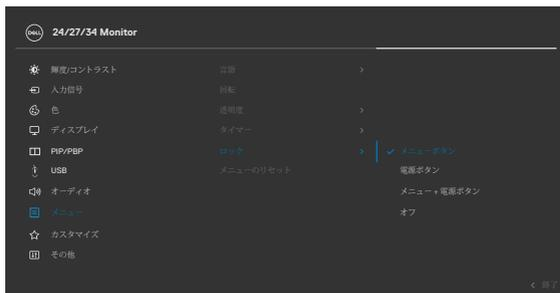 DELL 24/27/34 Monitor
輝度/コントラスト
入力信号
色
ディスプレイ
PIP/PBP
USB
オーディオ
メニュー
カスタマイズ
その他
言語
回転
透明度
タイマー
ロック
メニューのリセット
メニューボタン
電源ボタン
メニュー + 電源ボタン
オフ
終了